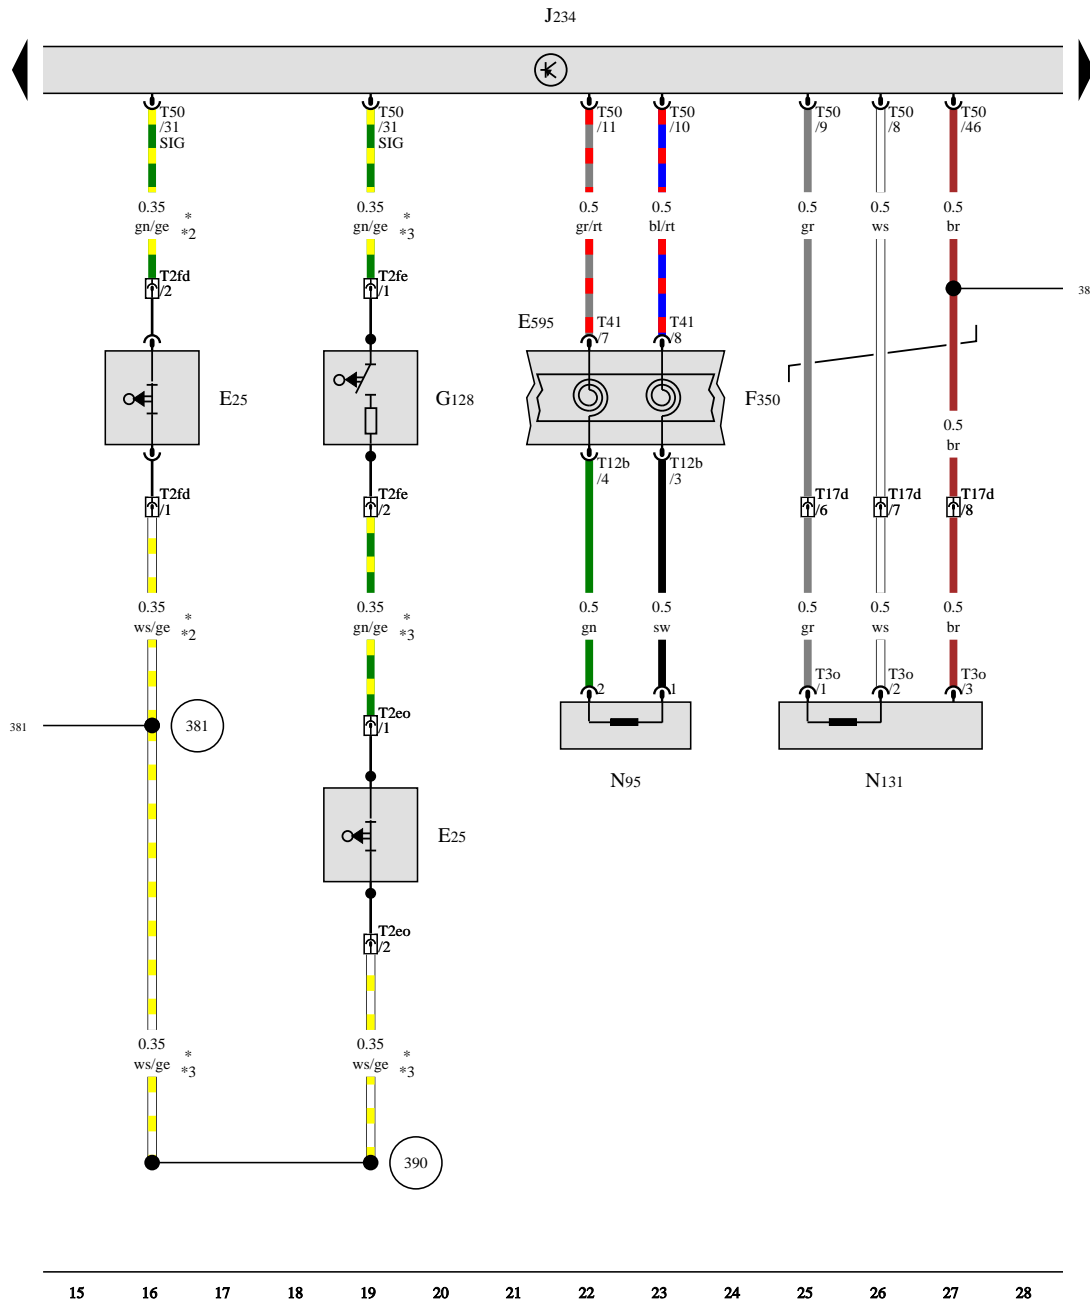 J234
T50 T50 T50 T50 T50 T50 T50
/31 /31 /11 /10 /9 /8 /46
SIG SIG
0.35 0.35 0.5 0.5 0.5 0.5 0.5
* *
gn/ge gn/ge gr/rt bl/rt gr ws br
*2 *3
T2fd T2fe
/2 /1
38
E595 T41 T41
/7 /8
E25 G128 F350
0.5
br
T12b T12b
/4 /3
T2fd T2fe T17d T17d T17d
/1 /2 /6 /7 /8
0.35 0.35 0.5 0.5 0.5 0.5 0.5
* *
ws/ge gn/ge gn sw gr ws br
*2 *3
T3o T3o T3o
2 1 /1 /2 /3
T2eo
381 381 /1
N95 N131
E25
T2eo
/2
0.35 0.35
* *
ws/ge ws/ge
*3 *3
390
15 16 17 18 19 20 21 22 23 24 25 26 27 28